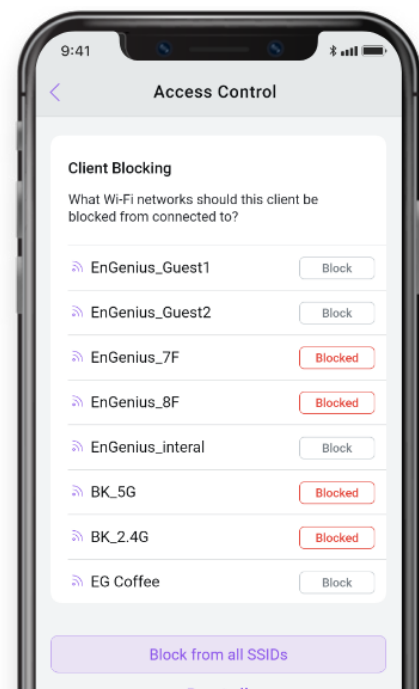 9:41
Access Control
Client Blocking
What Wi-Fi networks should this client be
blocked from connected to?
EnGenius_Guest1 Block
EnGenius_Guest2 Block
EnGenius_7F Blocked
EnGenius_8F Blocked
EnGenius_interal Block
BK_5G Blocked
BK_2.4G Blocked
EG Coffee Block
Block from all SSIDs